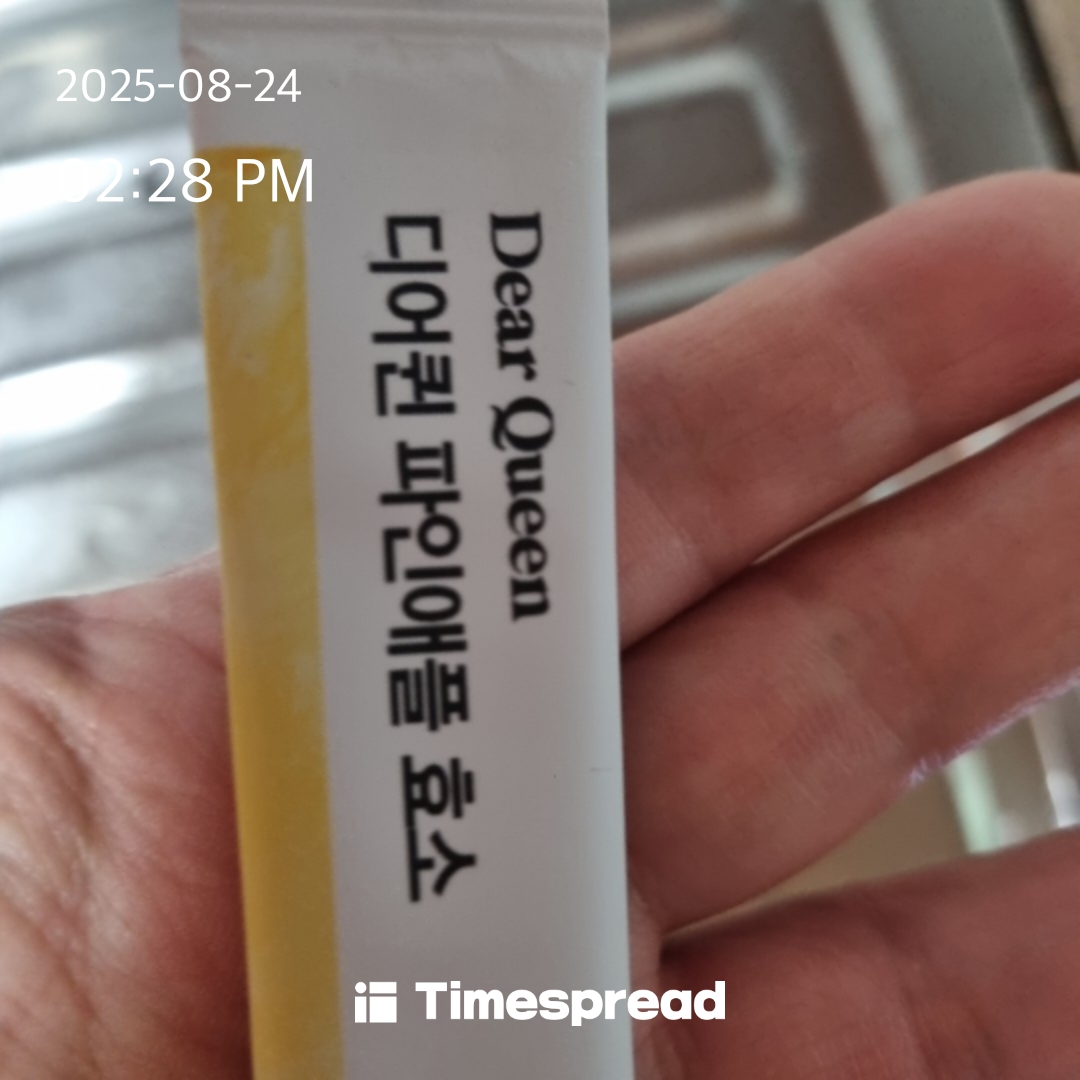 2025-08-24
02:28 PM
Dear Queen
디어퀸 파인애플 효소
Timespread